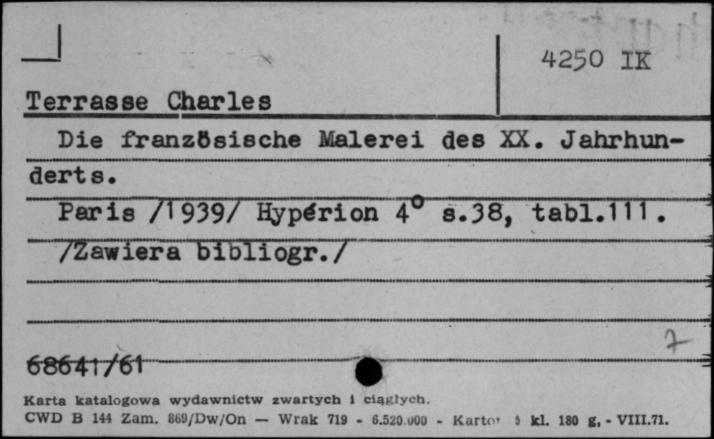 4250 IK
Terrasse Charles
Die französische Malerei des XX. Jahrhun-
derts.
Paris /1939/ Hypérion 4° s.38, tabl.111.
/Zawiera bibliogr./
7
68641/61
Karta katalogowa wydawnictw zwartych i ciągłych.
CWD B 144 Zam. 869/Dw/On — Wrak 719 - 6.520.000 - kl. 180 g, - VIII.71.